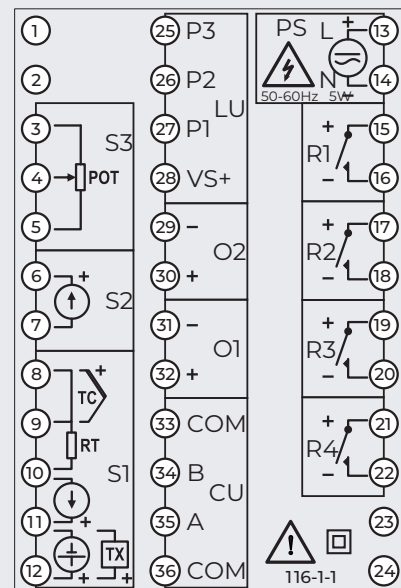 1
2
3
4
5
S3
POT
6
7
+
S2
8
9
10
11
12
+
TC
RT
S1
+
+
TX
25 P3
26 P2
LU
27 P1
28 VS+
29 −
O2
30 +
31 −
O1
32 +
33 COM
34 B
CU
35 A
36 COM
PS L + 13
N 14
50-60Hz 5W
+ 15
R1
− 16
+ 17
R2
− 18
+ 19
R3
− 20
+ 21
R4
− 22
23
24
116-1-1